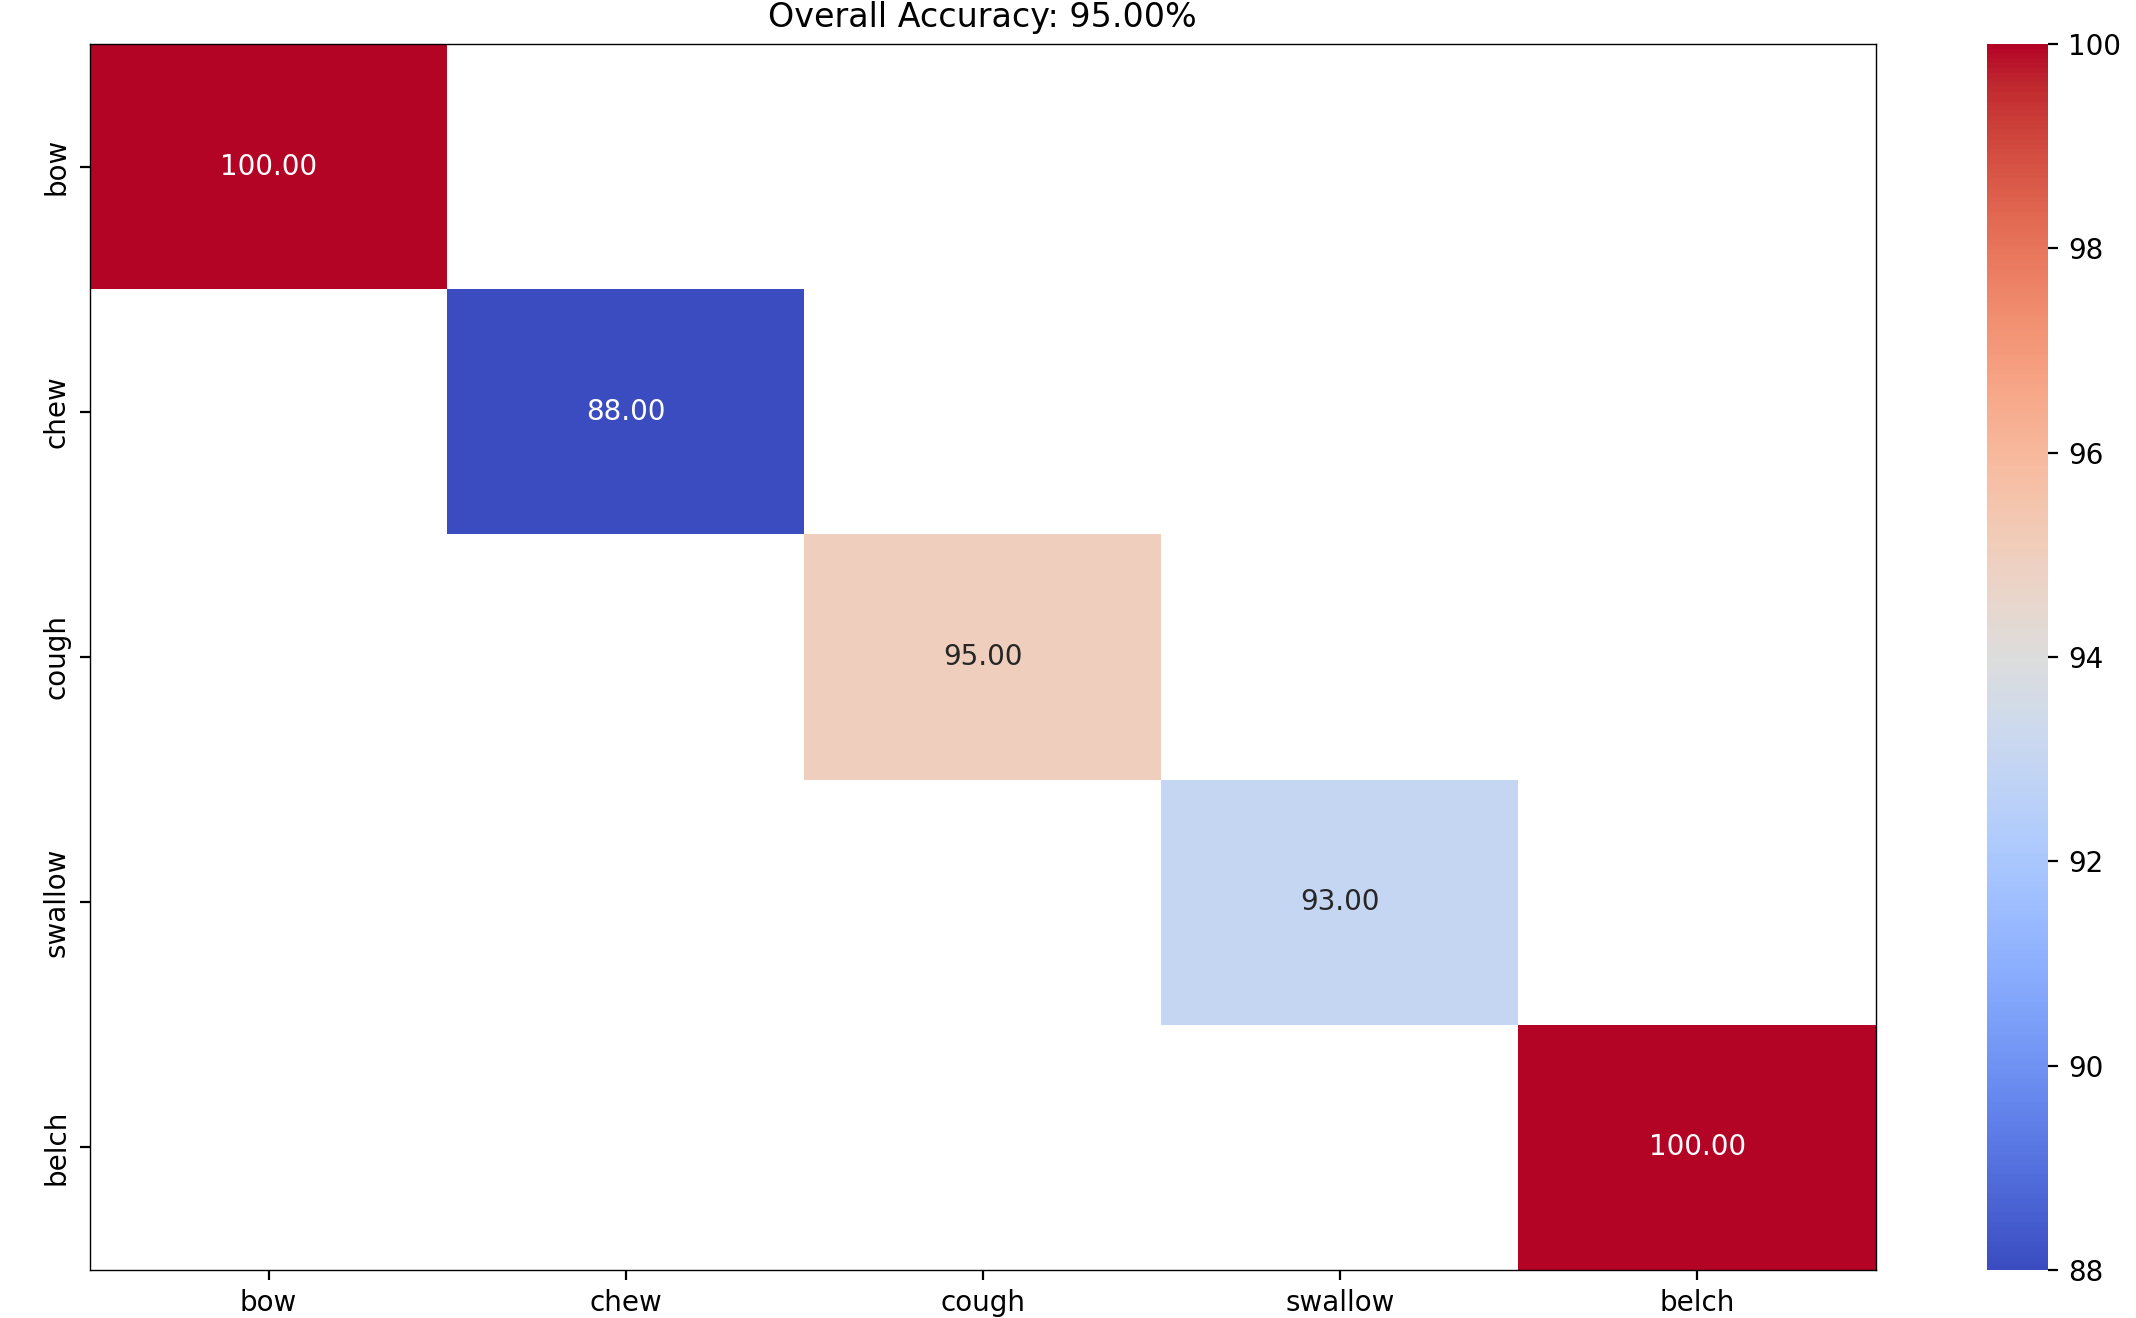 Overall Accuracy: 95.00%
bow
100.00
chew
88.00
cough
95.00
swallow
93.00
belch
100.00
bow chew cough swallow belch
100
98
96
94
92
90
88